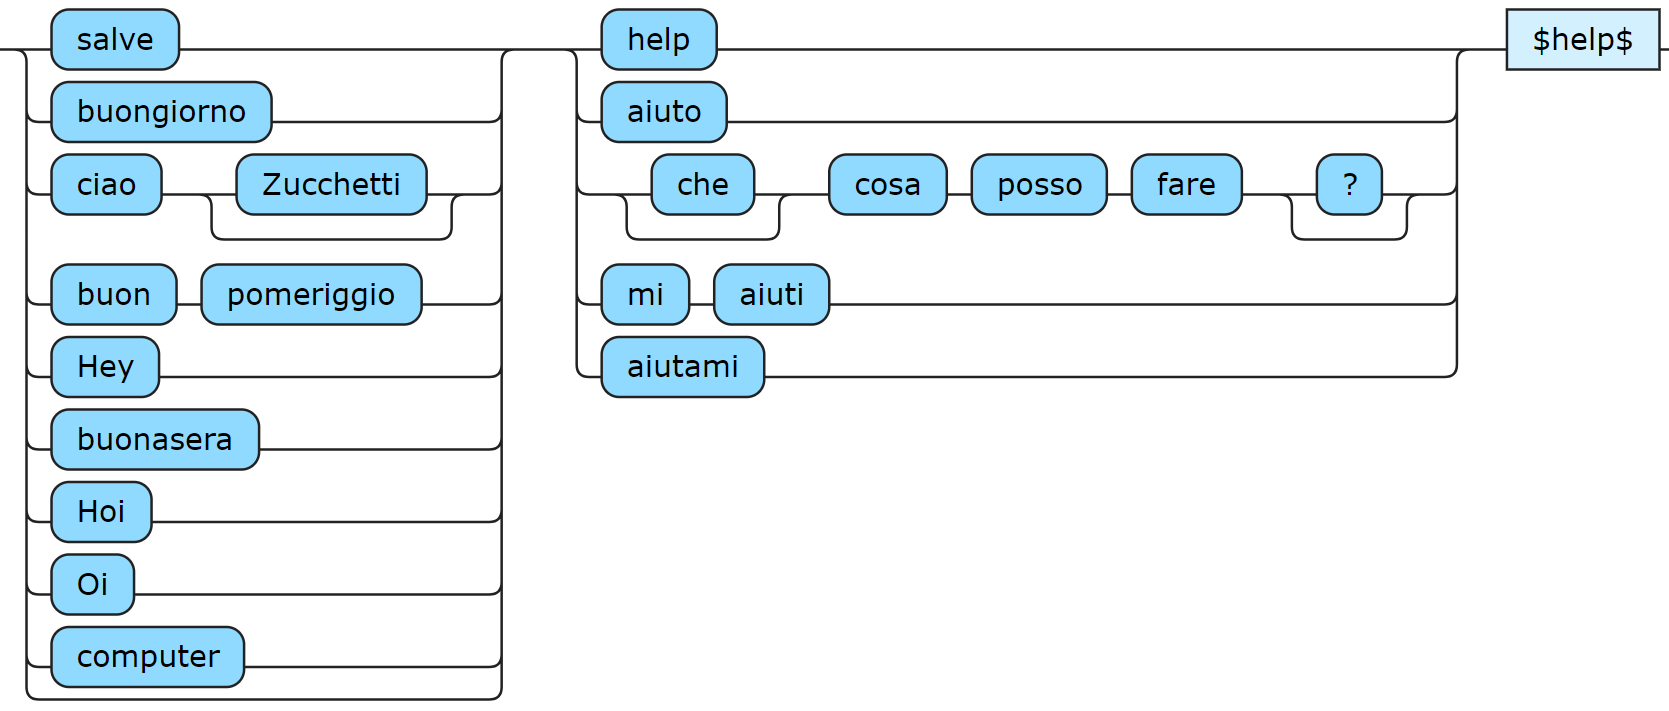 salve help $help$
buongiorno aiuto
ciao Zucchetti che cosa posso fare ?
buon pomeriggio mi aiuti
Hey aiutami
buonasera
Hoi
Oi
computer